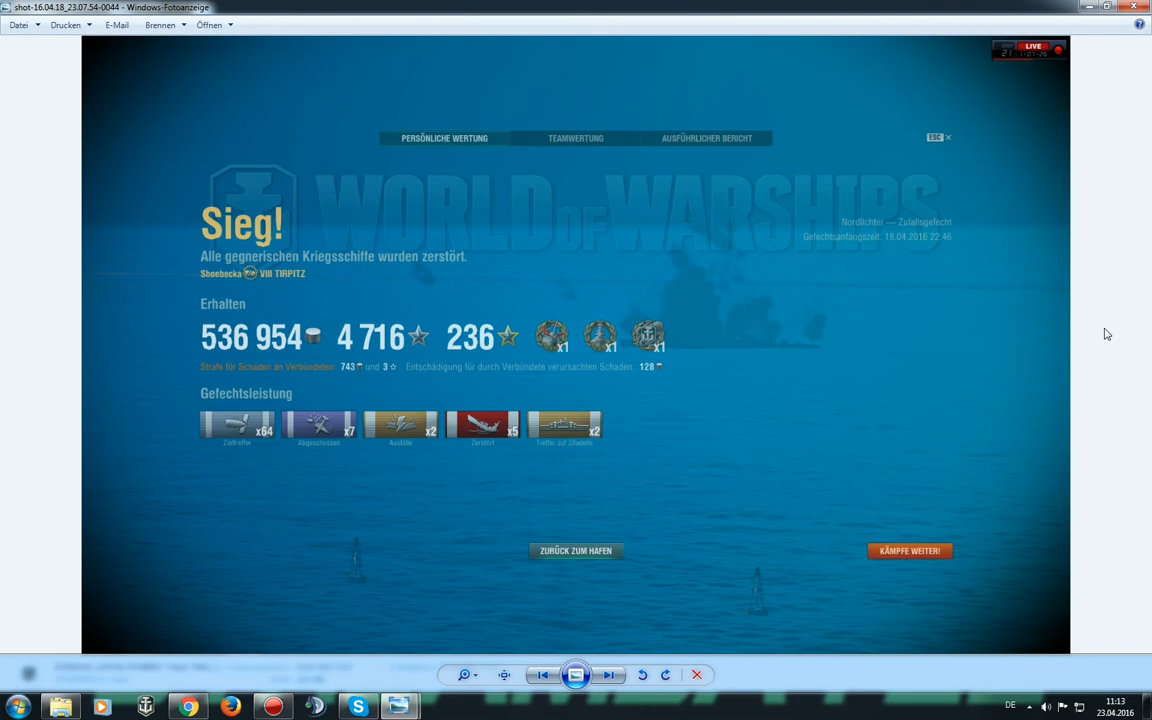 shot-16.04.18_23.07.54-0044 - Windows-Fotoanzeige
Datei Drucken E-Mail Brennen Öffnen
LIVE
21 1:07:26
PERSÖNLICHE WERTUNG TEAMWERTUNG AUSFÜHRLICHER BERICHT ESC
WORLD OF WARSHIPS
Sieg!
Nordlichter — Zufallsgefecht
Gefechtsanfangszeit: 18.04.2016 22:46
Alle gegnerischen Kriegsschiffe wurden zerstört.
Shoebecka VIII TIRPITZ
Erhalten
536 954 4 716 236 x1 x1 x1
Strafe für Schaden an Verbündeten: 743 und 3 Entschädigung für durch Verbündete verursachten Schaden: 128
Gefechtsleistung
x64 x7 x2 x5 x2
Zieltreffer Abgeschossen Ausfälle Zerstört Treffer auf Zitadelle
ZURÜCK ZUM HAFEN KÄMPFE WEITER!
DE 11:13
23.04.2016